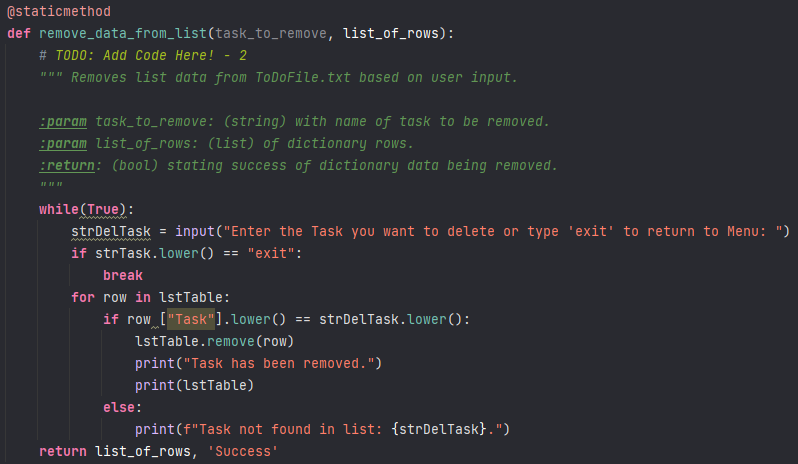 @staticmethod
def remove_data_from_list(task_to_remove, list_of_rows):
    # TODO: Add Code Here! - 2
    """ Removes list data from ToDoFile.txt based on user input.

    :param task_to_remove: (string) with name of task to be removed.
    :param list_of_rows: (list) of dictionary rows.
    :return: (bool) stating success of dictionary data being removed.
    """
    while(True):
        strDelTask = input("Enter the Task you want to delete or type 'exit' to return to Menu: ")
        if strTask.lower() == "exit":
            break
        for row in lstTable:
            if row ["Task"].lower() == strDelTask.lower():
                lstTable.remove(row)
                print("Task has been removed.")
                print(lstTable)
            else:
                print(f"Task not found in list: {strDelTask}.")
    return list_of_rows, 'Success'